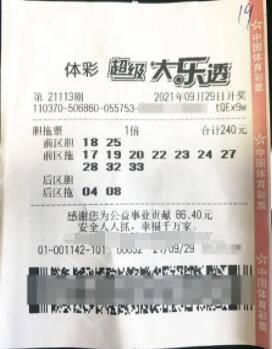 19
体彩 超级大乐透
第 21113期 2021年09月29日开奖
110370-506860-055753- tQEx9w
胆拖票 1倍 合计240元
前区胆 18 25
前区拖 17 19 20 22 23 24 27
28 32 33
后区胆
后区拖 04 08
感谢您为公益事业贡献 86.40元
安全人人抓，幸福千万家。
01-001142-101 00032 21/09/29
中国体育彩票
中国体育彩票
中国体育彩票